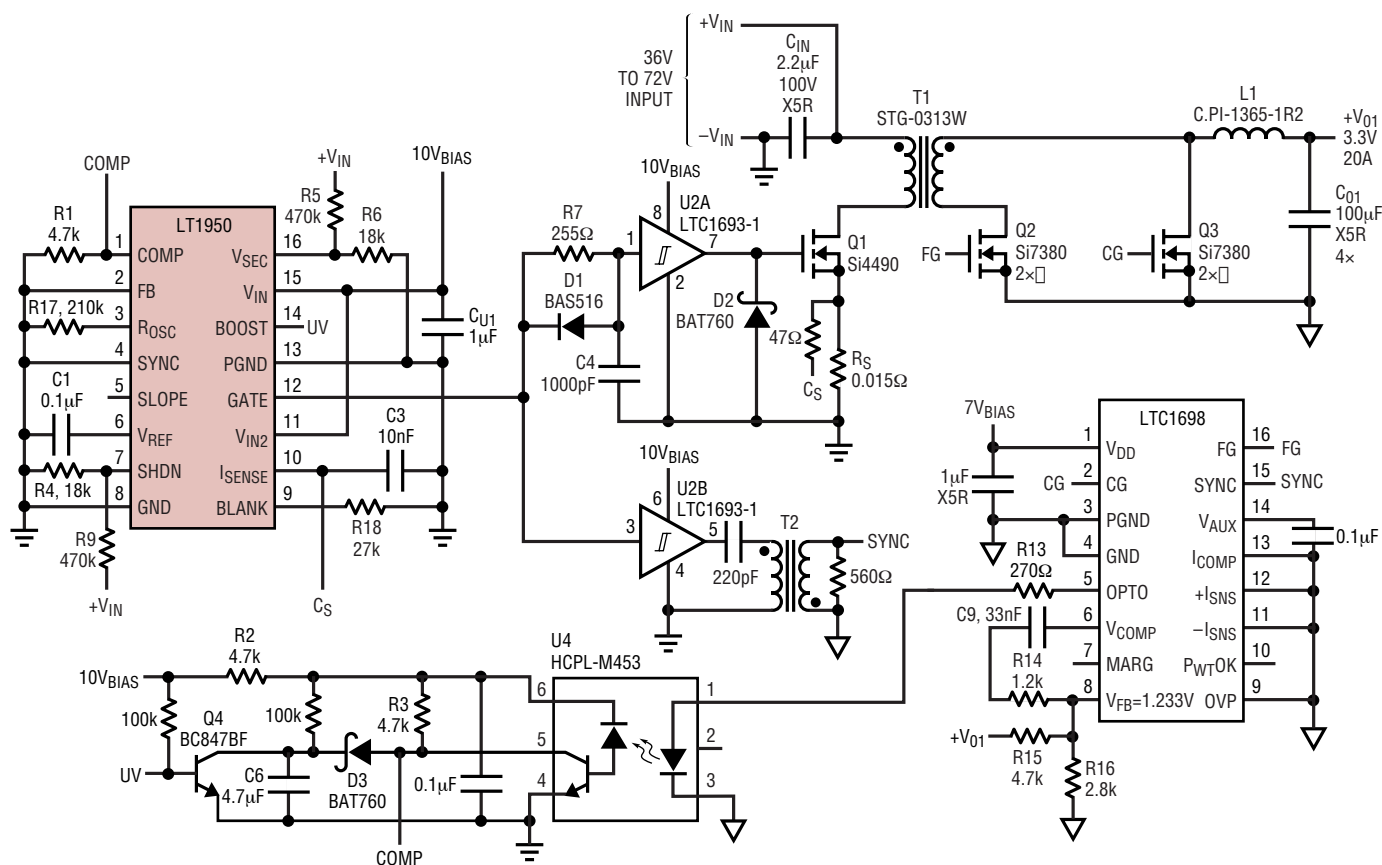 +VIN
36V
TO 72V
INPUT
CIN
2.2µF
100V
X5R
−VIN
T1
STG-0313W
L1
C.PI-1365-1R2
+V01
3.3V
20A
C01
100µF
X5R
4×
COMP
R1
4.7k
LT1950
+VIN
R5
470k
R6
18k
10VBIAS
1
COMP
2
FB
R17, 210k
3
ROSC
4
SYNC
5
SLOPE
C1
0.1µF
6
VREF
7
SHDN
R4, 18k
8
GND
R9
470k
+VIN
16
VSEC
15
VIN
14
BOOST
UV
13
PGND
12
GATE
11
VIN2
10
ISENSE
9
BLANK
CU1
1µF
C3
10nF
R18
27k
CS
R7
255Ω
D1
BAS516
C4
1000pF
10VBIAS
8
U2A
LTC1693-1
1
7
2
D2
BAT760
Q1
Si4490
47Ω
CS
RS
0.015Ω
FG
Q2
Si7380
2×□
CG
Q3
Si7380
2×□
10VBIAS
6
U2B
LTC1693-1
3
5
4
220pF
T2
SYNC
560Ω
7VBIAS
1µF
X5R
LTC1698
1
VDD
CG
2
CG
3
PGND
4
GND
R13
270Ω
5
OPTO
C9, 33nF
6
VCOMP
7
MARG
R14
1.2k
8
VFB=1.233V
+V01
R15
4.7k
R16
2.8k
16
FG
FG
15
SYNC
SYNC
14
VAUX
13
ICOMP
0.1µF
12
+ISNS
11
−ISNS
10
PWTOK
9
OVP
10VBIAS
R2
4.7k
100k
Q4
BC847BF
UV
100k
C6
4.7µF
D3
BAT760
R3
4.7k
0.1µF
COMP
U4
HCPL-M453
6
5
4
1
2
3